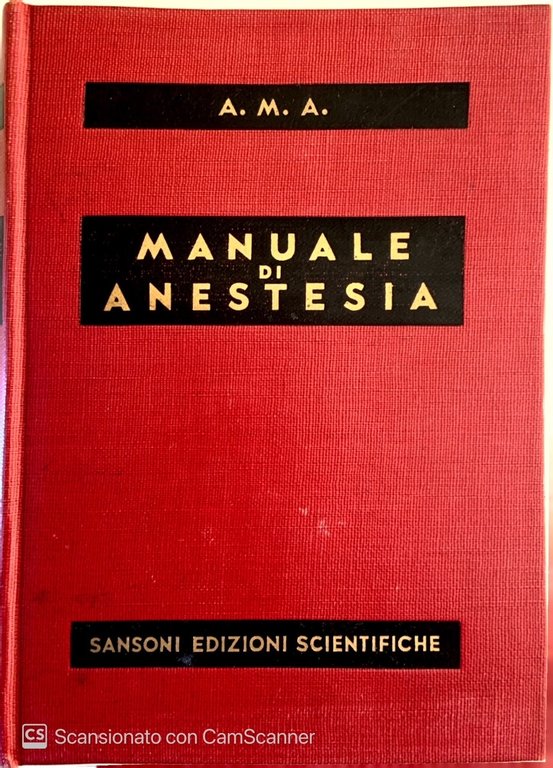 A. M. A.
MANUALE
DI
ANESTESIA
SANSONI EDIZIONI SCIENTIFICHE
CS Scansionato con CamScanner